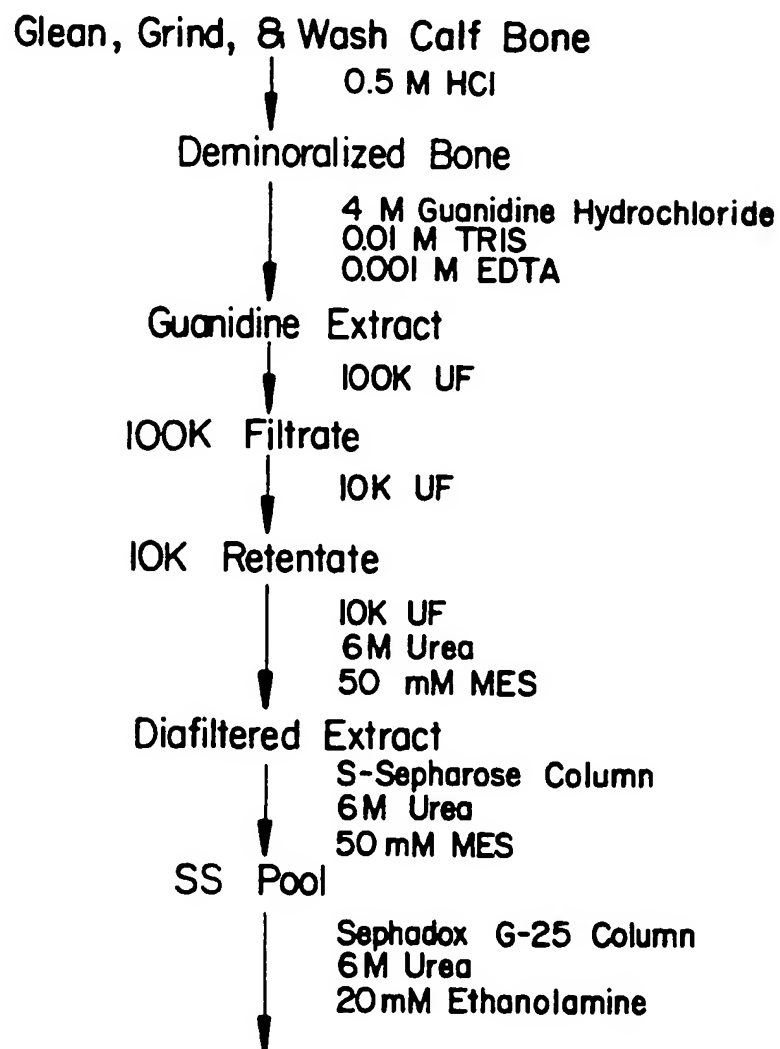 Glean, Grind, & Wash Calf Bone
0.5 M HCl
Deminoralized Bone
4 M Guanidine Hydrochloride
0.01 M TRIS
0.001 M EDTA
Guanidine Extract
100K UF
100K Filtrate
10K UF
10K Retentate
10K UF
6M Urea
50 mM MES
Diafiltered Extract
S-Sepharose Column
6M Urea
50mM MES
SS Pool
Sephadox G-25 Column
6M Urea
20mM Ethanolamine